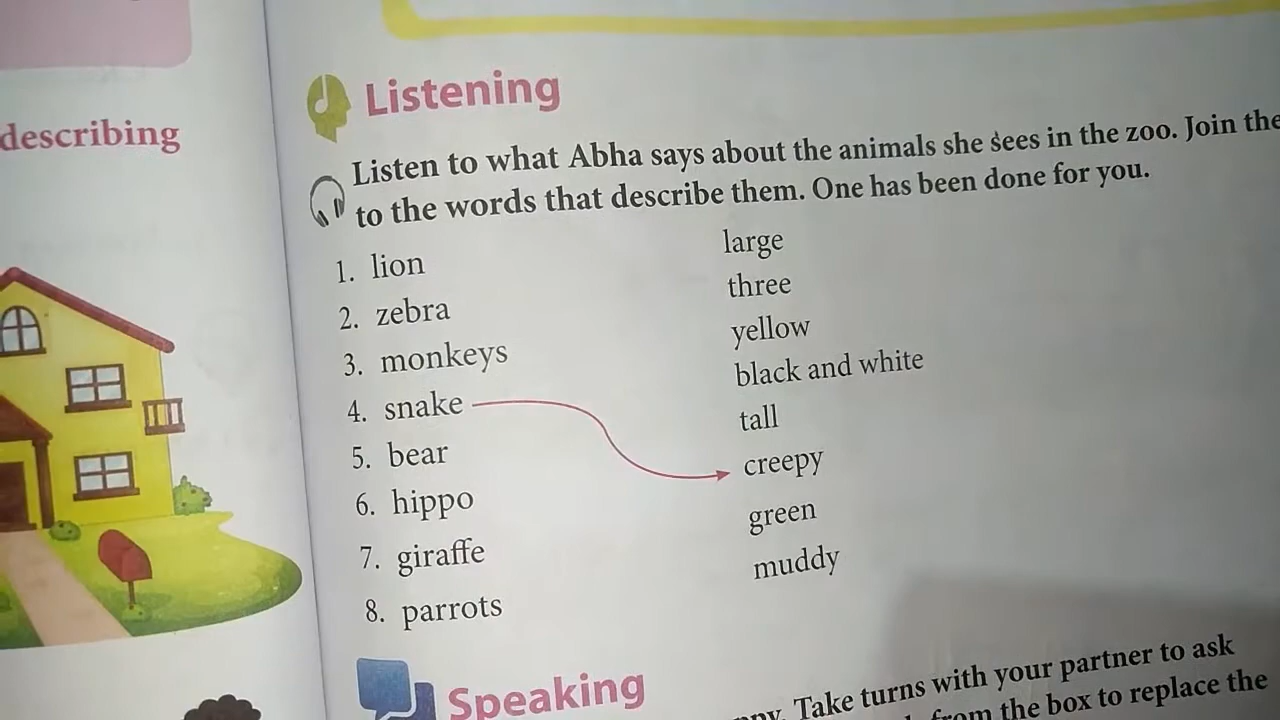 describing
Listening
Listen to what Abha says about the animals she sees in the zoo. Join the
to the words that describe them. One has been done for you.
1. lion
2. zebra
3. monkeys
4. snake
5. bear
6. hippo
7. giraffe
8. parrots
large
three
yellow
black and white
tall
creepy
green
muddy
Speaking
Take turns with your partner to ask
from the box to replace the